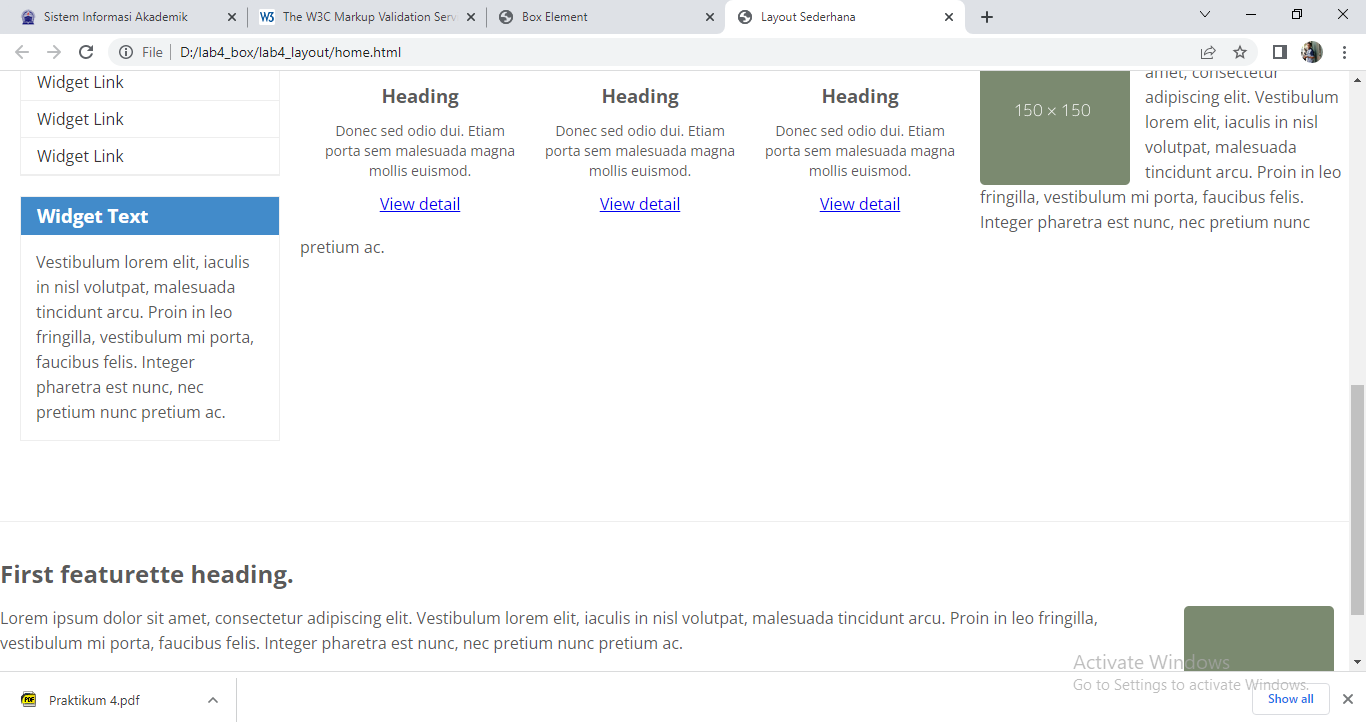 Sistem Informasi Akademik
The W3C Markup Validation Serv
Box Element
Layout Sederhana
File
D:/lab4_box/lab4_layout/home.html
Widget Link
Widget Link
Widget Link
Widget Text
Vestibulum lorem elit, iaculis
in nisl volutpat, malesuada
tincidunt arcu. Proin in leo
fringilla, vestibulum mi porta,
faucibus felis. Integer
pharetra est nunc, nec
pretium nunc pretium ac.
Heading
Donec sed odio dui. Etiam
porta sem malesuada magna
mollis euismod.
View detail
Heading
Donec sed odio dui. Etiam
porta sem malesuada magna
mollis euismod.
View detail
Heading
Donec sed odio dui. Etiam
porta sem malesuada magna
mollis euismod.
View detail
150 × 150
amet, consectetur
adipiscing elit. Vestibulum
lorem elit, iaculis in nisl
volutpat, malesuada
tincidunt arcu. Proin in leo
fringilla, vestibulum mi porta, faucibus felis.
Integer pharetra est nunc, nec pretium nunc
pretium ac.
First featurette heading.
Lorem ipsum dolor sit amet, consectetur adipiscing elit. Vestibulum lorem elit, iaculis in nisl volutpat, malesuada tincidunt arcu. Proin in leo fringilla,
vestibulum mi porta, faucibus felis. Integer pharetra est nunc, nec pretium nunc pretium ac.
Activate Windows
Go to Settings to activate Windows.
PDF
Praktikum 4.pdf
Show all